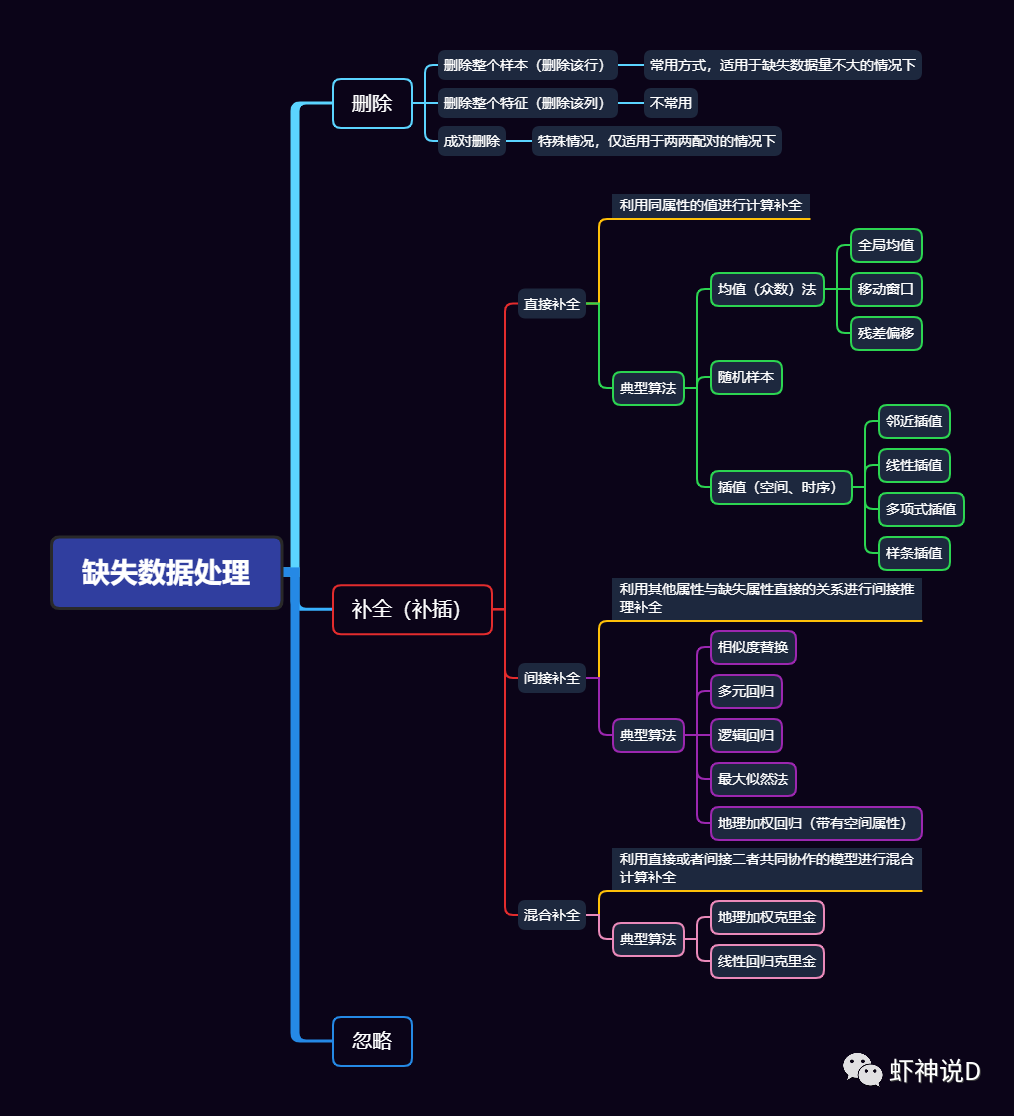 缺失数据处理
删除
删除整个样本（删除该行）
常用方式，适用于缺失数据量不大的情况下
删除整个特征（删除该列）
不常用
成对删除
特殊情况，仅适用于两两配对的情况下
补全（补插）
直接补全
利用同属性的值进行计算补全
典型算法
均值（众数）法
全局均值
移动窗口
残差偏移
随机样本
插值（空间、时序）
邻近插值
线性插值
多项式插值
样条插值
间接补全
利用其他属性与缺失属性直接的关系进行间接推
理补全
典型算法
相似度替换
多元回归
逻辑回归
最大似然法
地理加权回归（带有空间属性）
混合补全
利用直接或者间接二者共同协作的模型进行混合
计算补全
典型算法
地理加权克里金
线性回归克里金
忽略
虾神说D